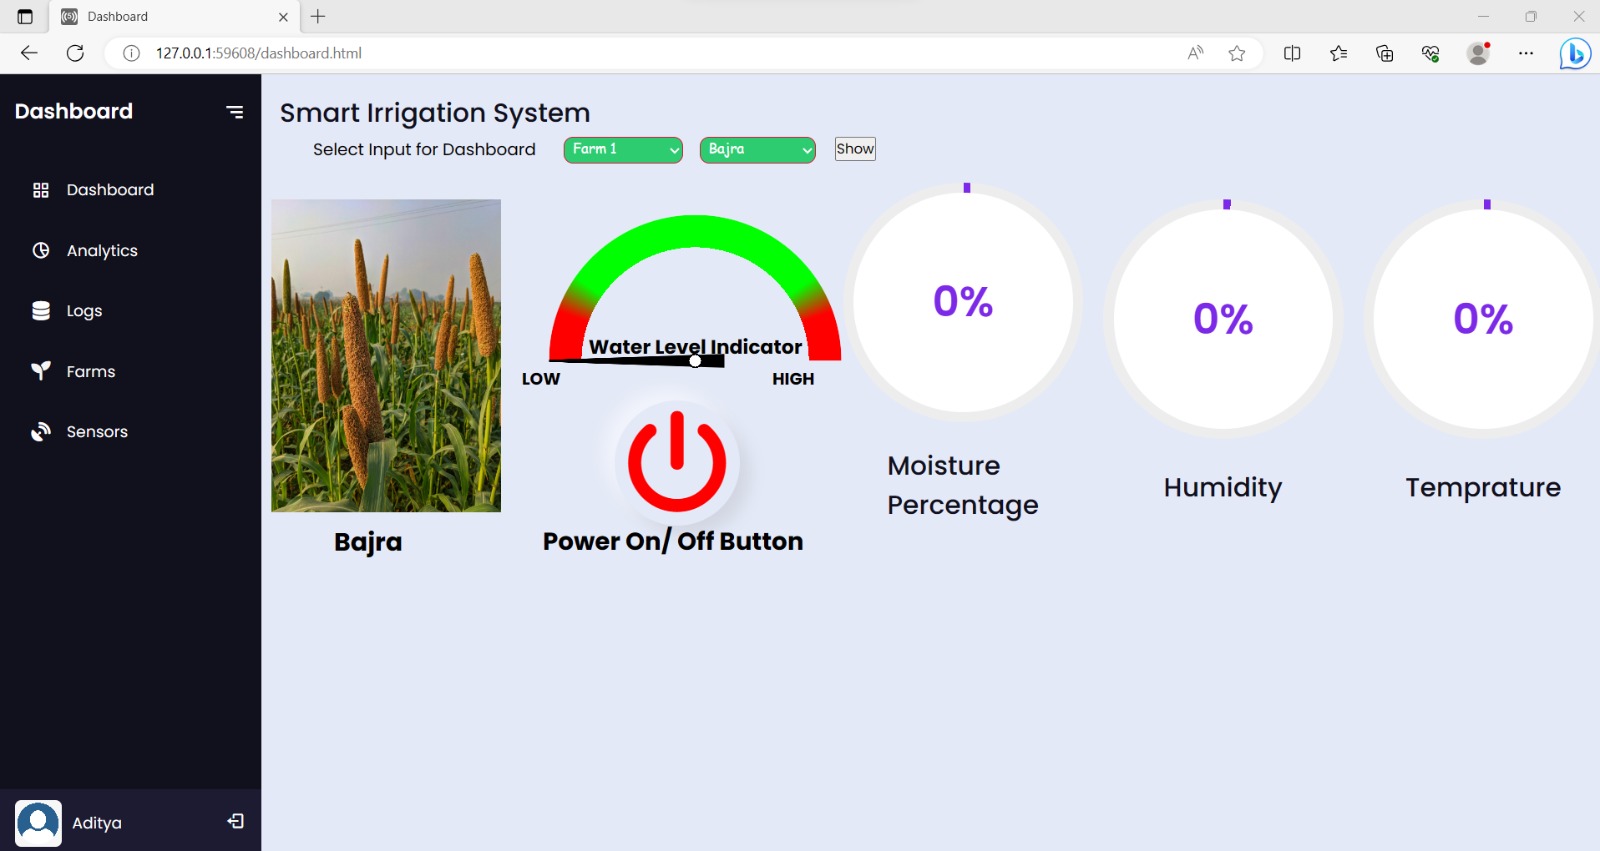 Dashboard
127.0.0.1:59608/dashboard.html
Dashboard
Dashboard
Analytics
Logs
Farms
Sensors
Aditya
Smart Irrigation System
Select Input for Dashboard Farm 1 Bajra Show
Bajra
Water Level Indicator
LOW HIGH
Power On/ Off Button
0%
Moisture
Percentage
0%
Humidity
0%
Temprature